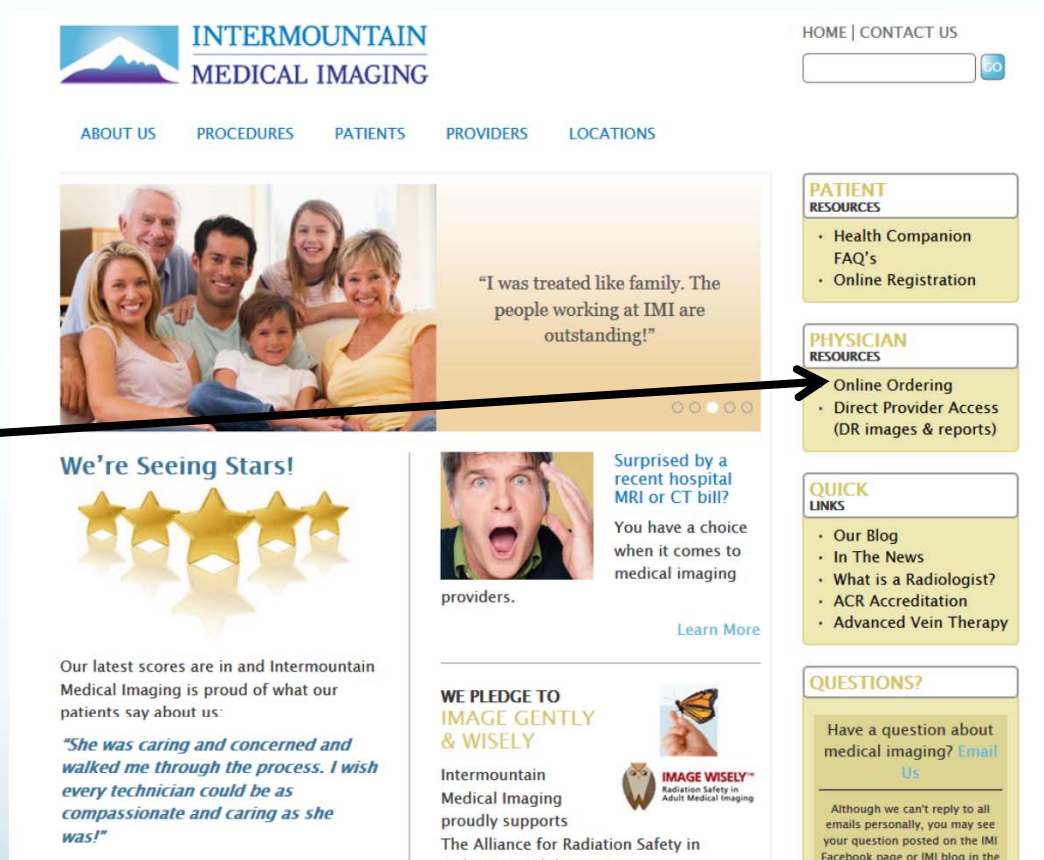 INTERMOUNTAIN
MEDICAL IMAGING
HOME | CONTACT US
GO
ABOUT US PROCEDURES PATIENTS PROVIDERS LOCATIONS
“I was treated like family. The
people working at IMI are
outstanding!”
We’re Seeing Stars!
Our latest scores are in and Intermountain
Medical Imaging is proud of what our
patients say about us:
“She was caring and concerned and
walked me through the process. I wish
every technician could be as
compassionate and caring as she
was!”
Surprised by a
recent hospital
MRI or CT bill?
You have a choice
when it comes to
medical imaging
providers.
Learn More
WE PLEDGE TO
IMAGE GENTLY
& WISELY
IMAGE WISELY™
Radiation Safety in
Adult Medical Imaging
Intermountain
Medical Imaging
proudly supports
The Alliance for Radiation Safety in
PATIENT
RESOURCES
· Health Companion
FAQ's
· Online Registration
PHYSICIAN
RESOURCES
Online Ordering
· Direct Provider Access
(DR images & reports)
QUICK
LINKS
· Our Blog
· In The News
· What is a Radiologist?
· ACR Accreditation
· Advanced Vein Therapy
QUESTIONS?
Have a question about
medical imaging? Email
Us
Although we can't reply to all
emails personally, you may see
your question posted on the IMI
Facebook page or IMI blog in the